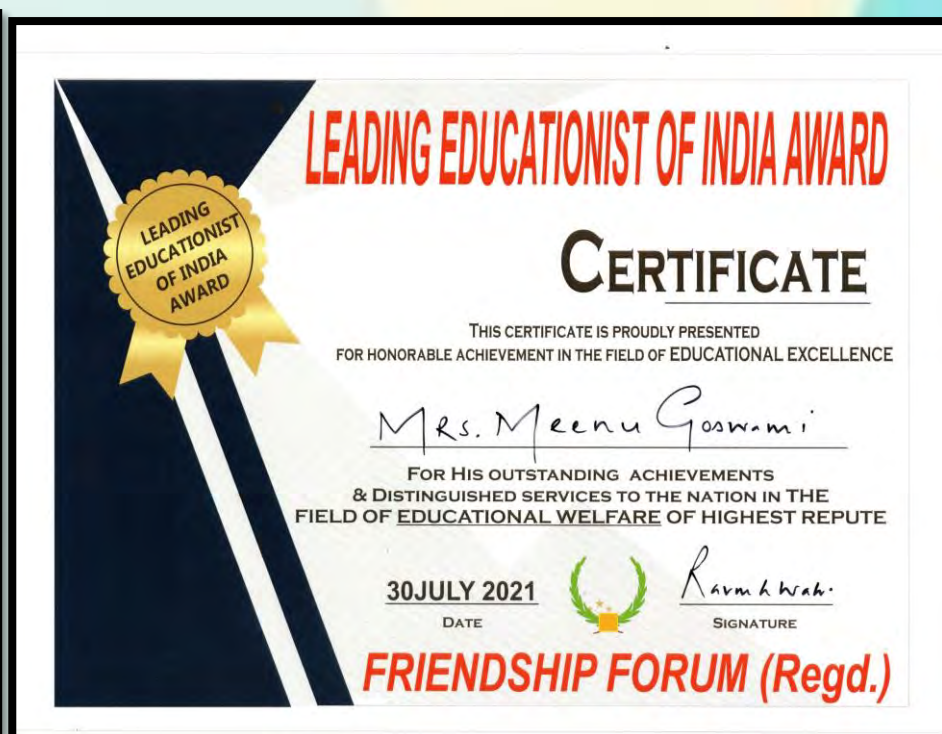 LEADING EDUCATIONIST OF INDIA AWARD
LEADING
EDUCATIONIST
OF INDIA
AWARD
CERTIFICATE
THIS CERTIFICATE IS PROUDLY PRESENTED
FOR HONORABLE ACHIEVEMENT IN THE FIELD OF EDUCATIONAL EXCELLENCE
Mrs. Meenu Goswami
FOR HIS OUTSTANDING ACHIEVEMENTS
& DISTINGUISHED SERVICES TO THE NATION IN THE
FIELD OF EDUCATIONAL WELFARE OF HIGHEST REPUTE
30JULY 2021
DATE
SIGNATURE
FRIENDSHIP FORUM (Regd.)